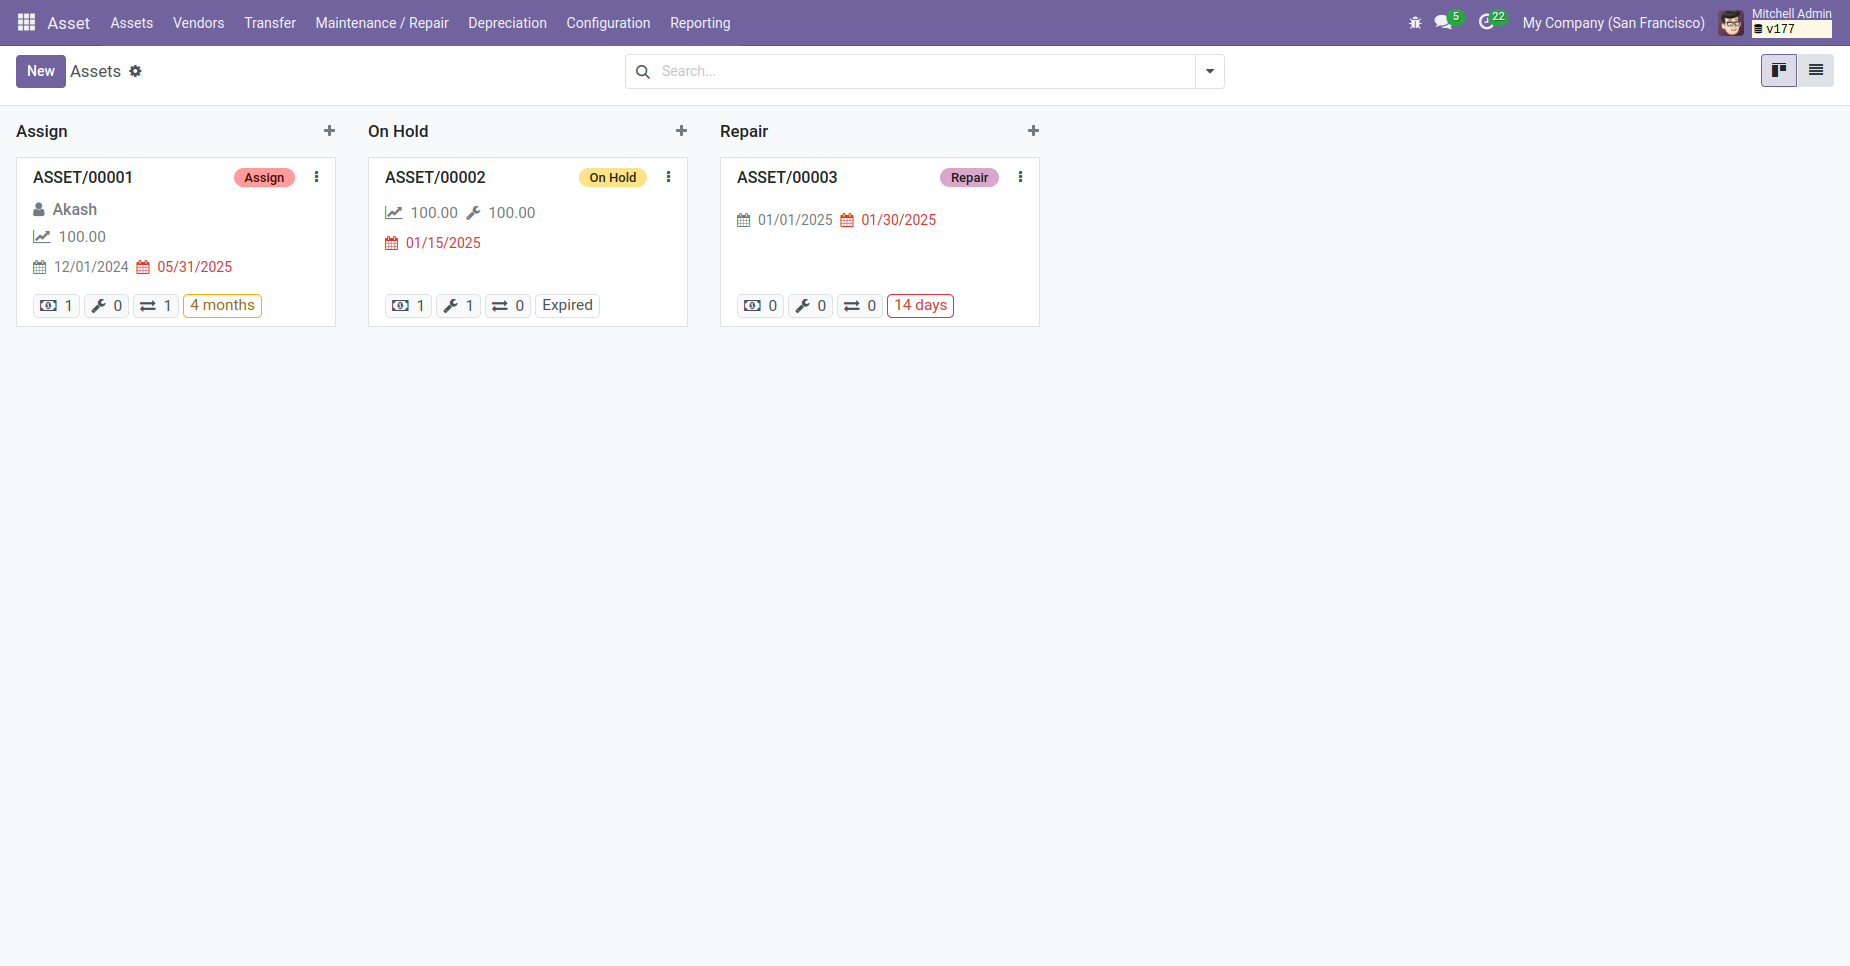 Asset Assets Vendors Transfer Maintenance / Repair Depreciation Configuration Reporting 5 22 My Company (San Francisco) Mitchell Admin
v177
New Assets Search...
Assign
ASSET/00001 Assign
Akash
100.00
12/01/2024 05/31/2025
1 0 1 4 months
On Hold
ASSET/00002 On Hold
100.00 100.00
01/15/2025
1 1 0 Expired
Repair
ASSET/00003 Repair
01/01/2025 01/30/2025
0 0 0 14 days